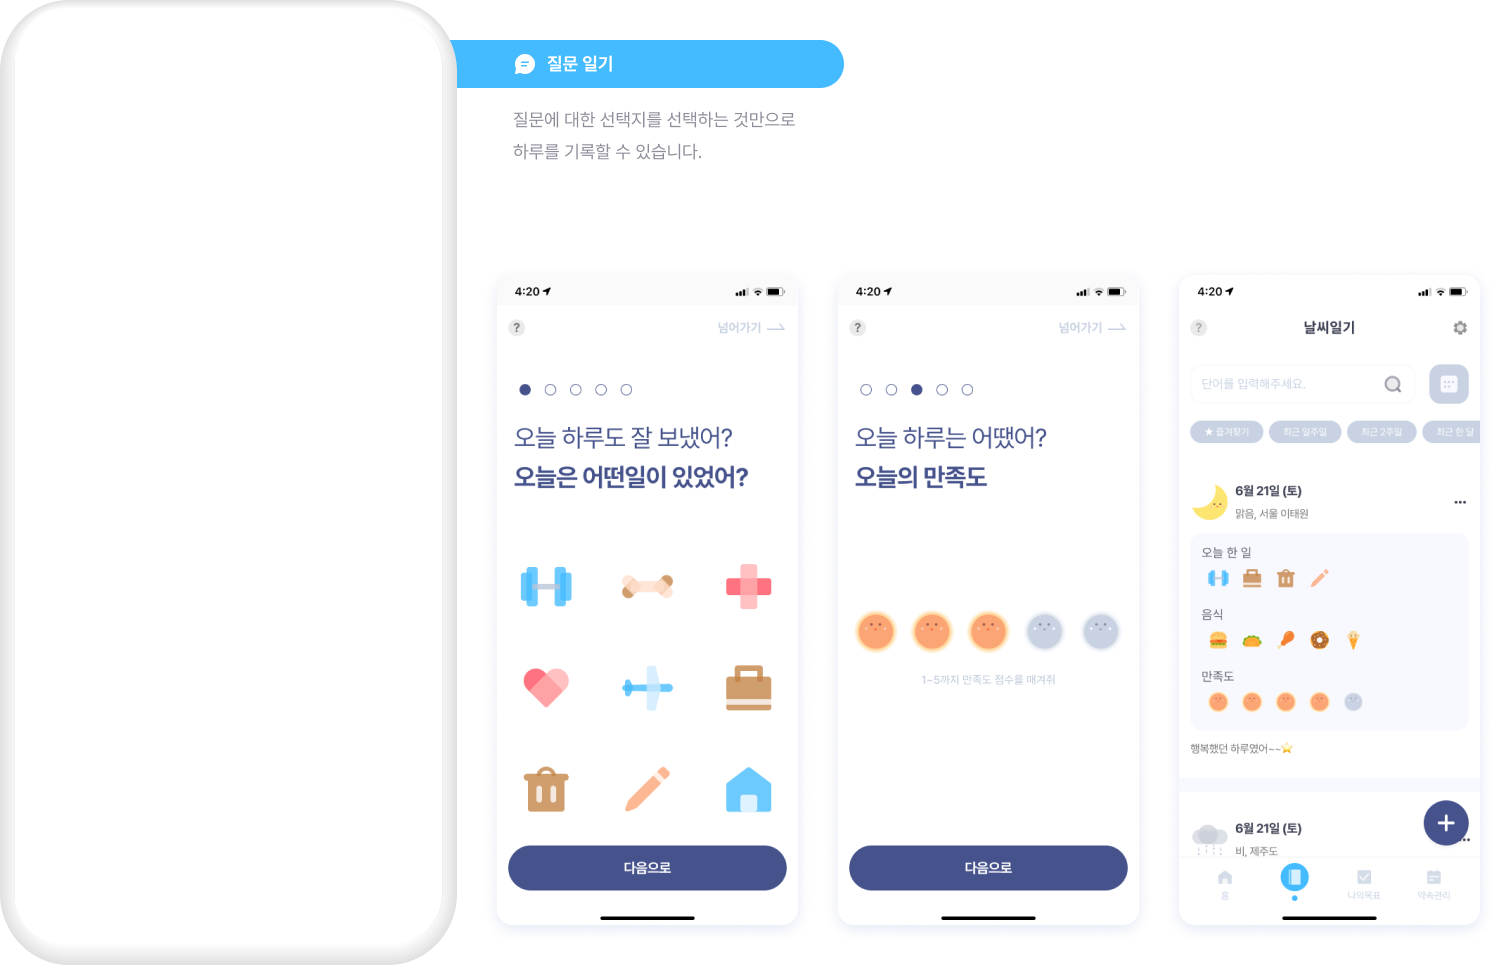 질문 일기
질문에 대한 선택지를 선택하는 것만으로
하루를 기록할 수 있습니다.
4:20
?
넘어가기
오늘 하루도 잘 보냈어?
오늘은 어떤일이 있었어?
다음으로
4:20
?
넘어가기
오늘 하루는 어땠어?
오늘의 만족도
1~5까지 만족도 점수를 매겨줘
다음으로
4:20
?
날씨일기
단어를 입력해주세요.
★ 즐겨찾기
최근 일주일
최근 2주일
최근 한 달
6월 21일 (토)
맑음, 서울 이태원
오늘 한 일
음식
만족도
행복했던 하루였어~~
6월 21일 (토)
비, 제주도
홈
나의목표
약속관리